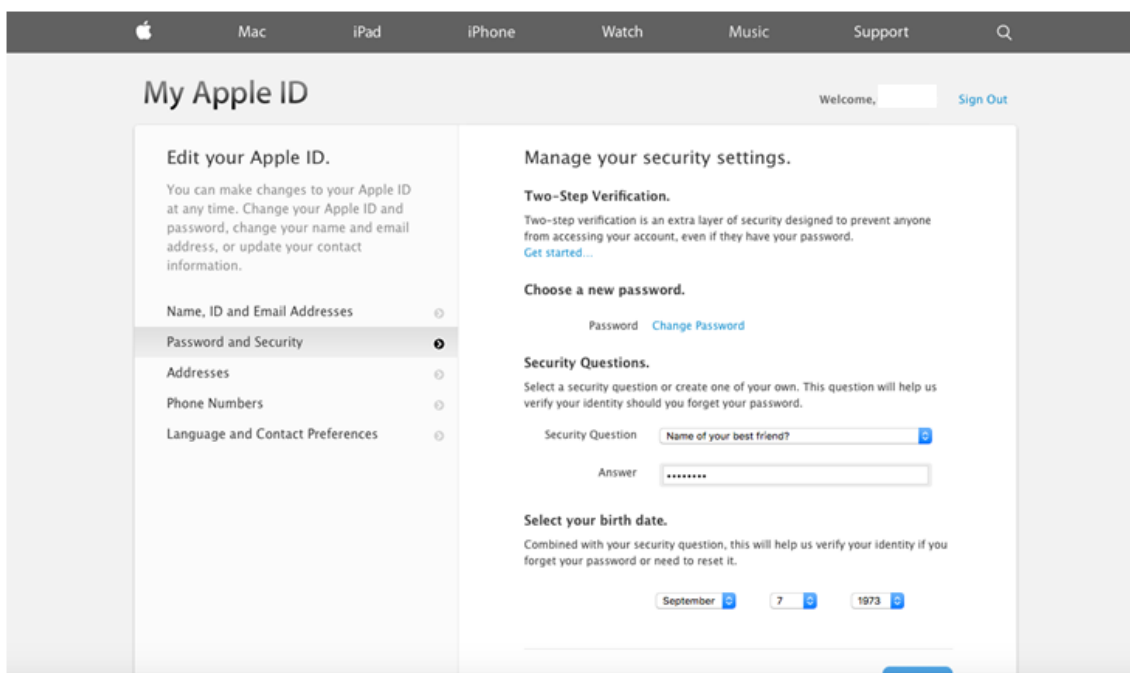 Mac iPad iPhone Watch Music Support
My Apple ID
Welcome,
Sign Out
Edit your Apple ID.
You can make changes to your Apple ID
at any time. Change your Apple ID and
password, change your name and email
address, or update your contact
information.
Name, ID and Email Addresses
Password and Security
Addresses
Phone Numbers
Language and Contact Preferences
Manage your security settings.
Two-Step Verification.
Two-step verification is an extra layer of security designed to prevent anyone
from accessing your account, even if they have your password.
Get started...
Choose a new password.
Password Change Password
Security Questions.
Select a security question or create one of your own. This question will help us
verify your identity should you forget your password.
Security Question Name of your best friend?
Answer ••••••••
Select your birth date.
Combined with your security question, this will help us verify your identity if you
forget your password or need to reset it.
September 7 1973